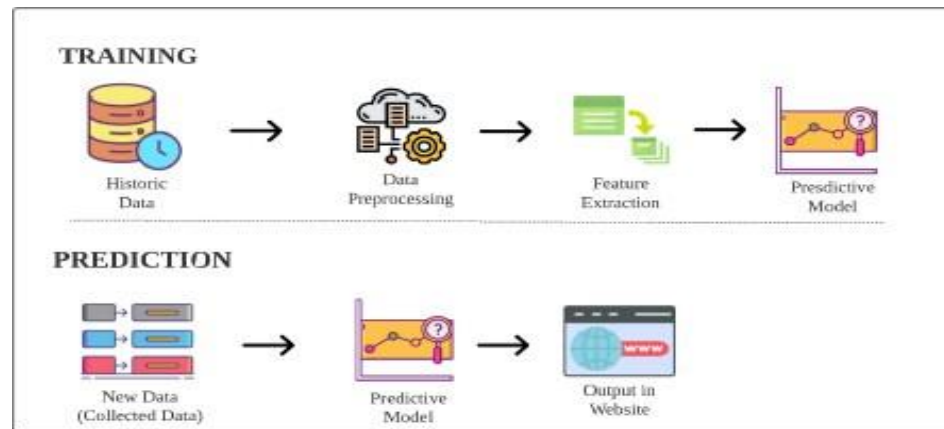 TRAINING
Historic
Data
Data
Preprocessing
Feature
Extraction
Presdictive
Model
PREDICTION
New Data
(Collected Data)
Predictive
Model
www
Output in
Website